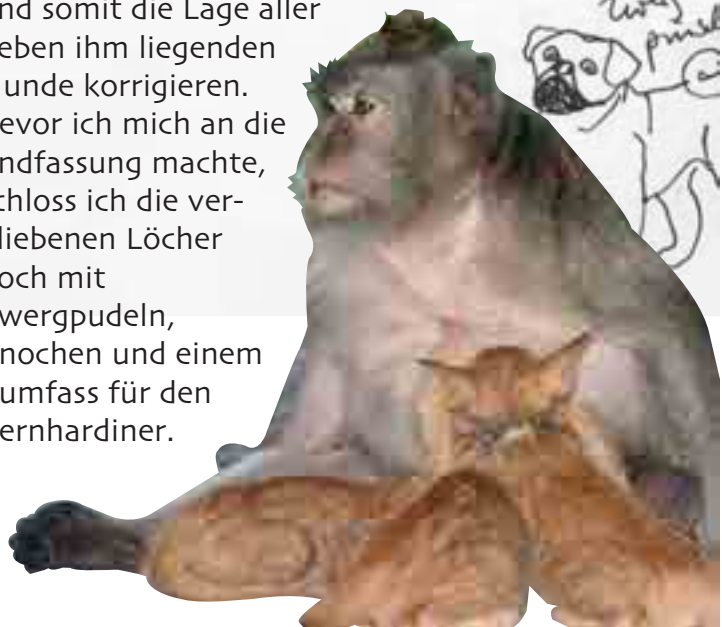 nd somit die Lage aller
eben ihm liegenden
unde korrigieren.
evor ich mich an die
ndfassung machte,
chloss ich die ver-
liebenen Löcher
och mit
wergpudeln,
nochen und einem
umfass für den
ernhardiner.